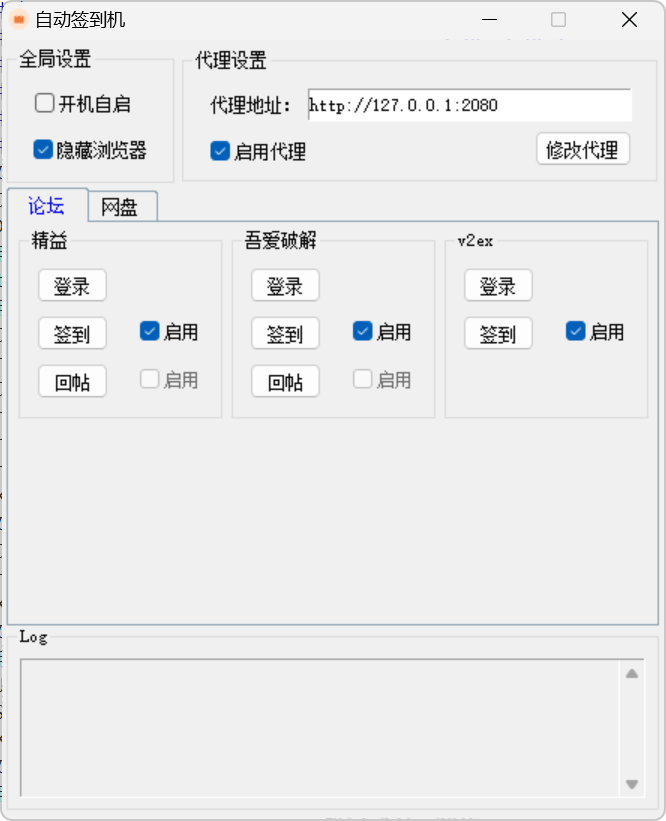 自动签到机
全局设置
开机自启
隐藏浏览器
代理设置
代理地址： http://127.0.0.1:2080
启用代理 修改代理
论坛 网盘
精益
登录
签到 启用
回帖 启用
吾爱破解
登录
签到 启用
回帖 启用
v2ex
登录
签到 启用
Log